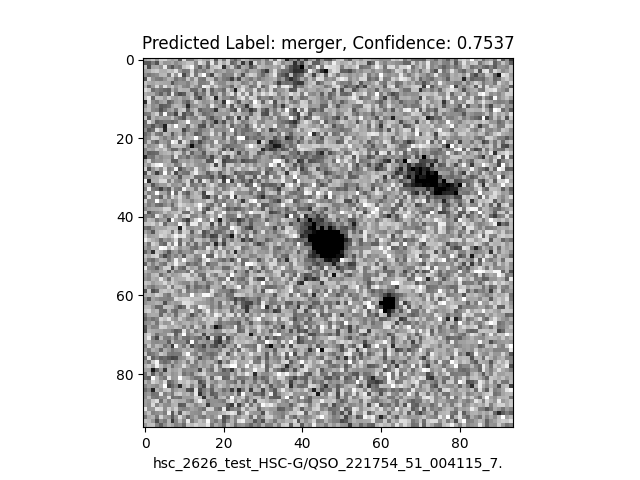 Predicted Label: merger, Confidence: 0.7537
0
20
40
60
80
0 20 40 60 80
hsc_2626_test_HSC-G/QSO_221754_51_004115_7.